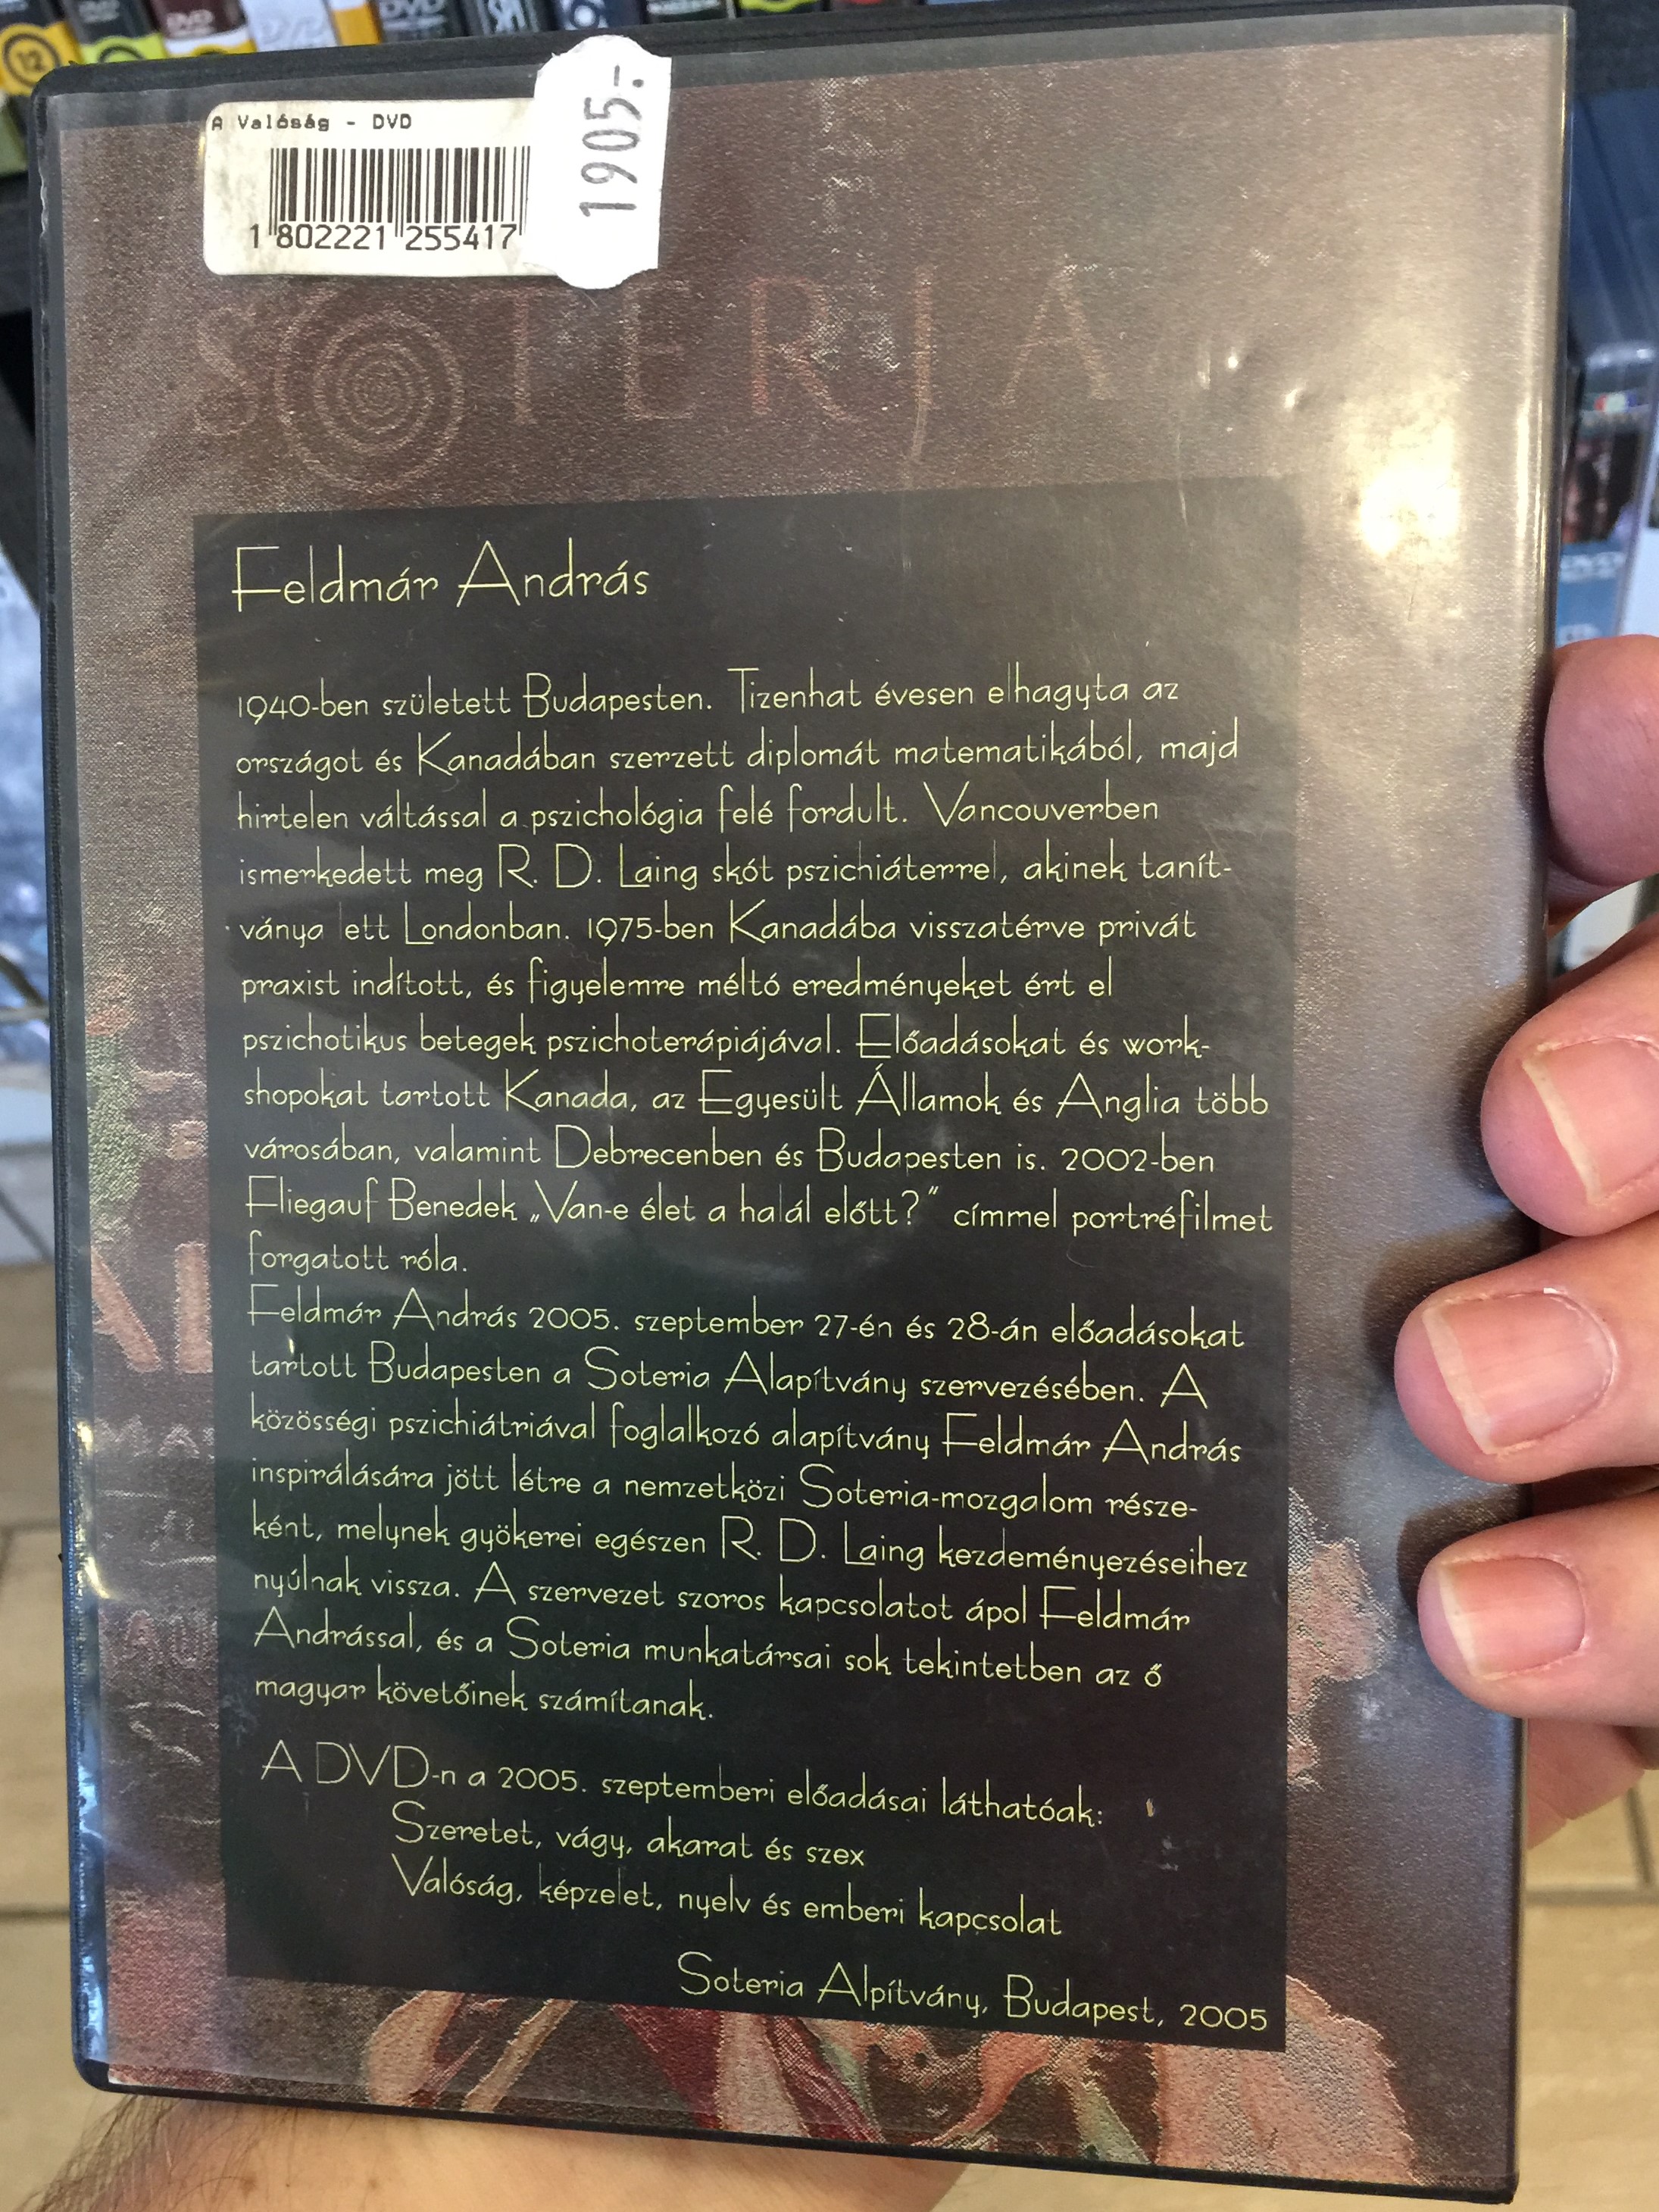 A Valóság - DVD
1905.-
1 802221 255417
SOTERIA
Feldmár András
1940-ben született Budapesten. Tizenhat évesen elhagyta az
országot és Kanadában szerzett diplomát matematikából, majd
hirtelen váltással a pszichológia felé fordult. Vancouverben
ismerkedett meg R. D. Laing skót pszichiáterrel, akinek tanít-
ványa lett Londonban. 1975-ben Kanadába visszatérve privát
praxist indított, és figyelemre méltó eredményeket ért el
pszichotikus betegek pszichoterápiájával. Előadásokat és work-
shopokat tartott Kanada, az Egyesült Államok és Anglia több
városában, valamint Debrecenben és Budapesten is. 2002-ben
Fliegauf Benedek „Van-e élet a halál előtt?" címmel portréfilmet
forgatott róla.
Feldmár András 2005. szeptember 27-én és 28-án előadásokat
tartott Budapesten a Soteria Alapítvány szervezésében. A
közösségi pszichiátriával foglalkozó alapítvány Feldmár András
inspirálására jött létre a nemzetközi Soteria-mozgalom része-
ként, melynek gyökerei egészen R. D. Laing kezdeményezéseihez
nyúlnak vissza. A szervezet szoros kapcsolatot ápol Feldmár
Andrással, és a Soteria munkatársai sok tekintetben az ő
magyar követőinek számítanak.
A DVD-n a 2005. szeptemberi előadásai láthatóak:
Szeretet, vágy, akarat és szex
Valóság, képzelet, nyelv és emberi kapcsolat
Soteria Alpítvány, Budapest, 2005